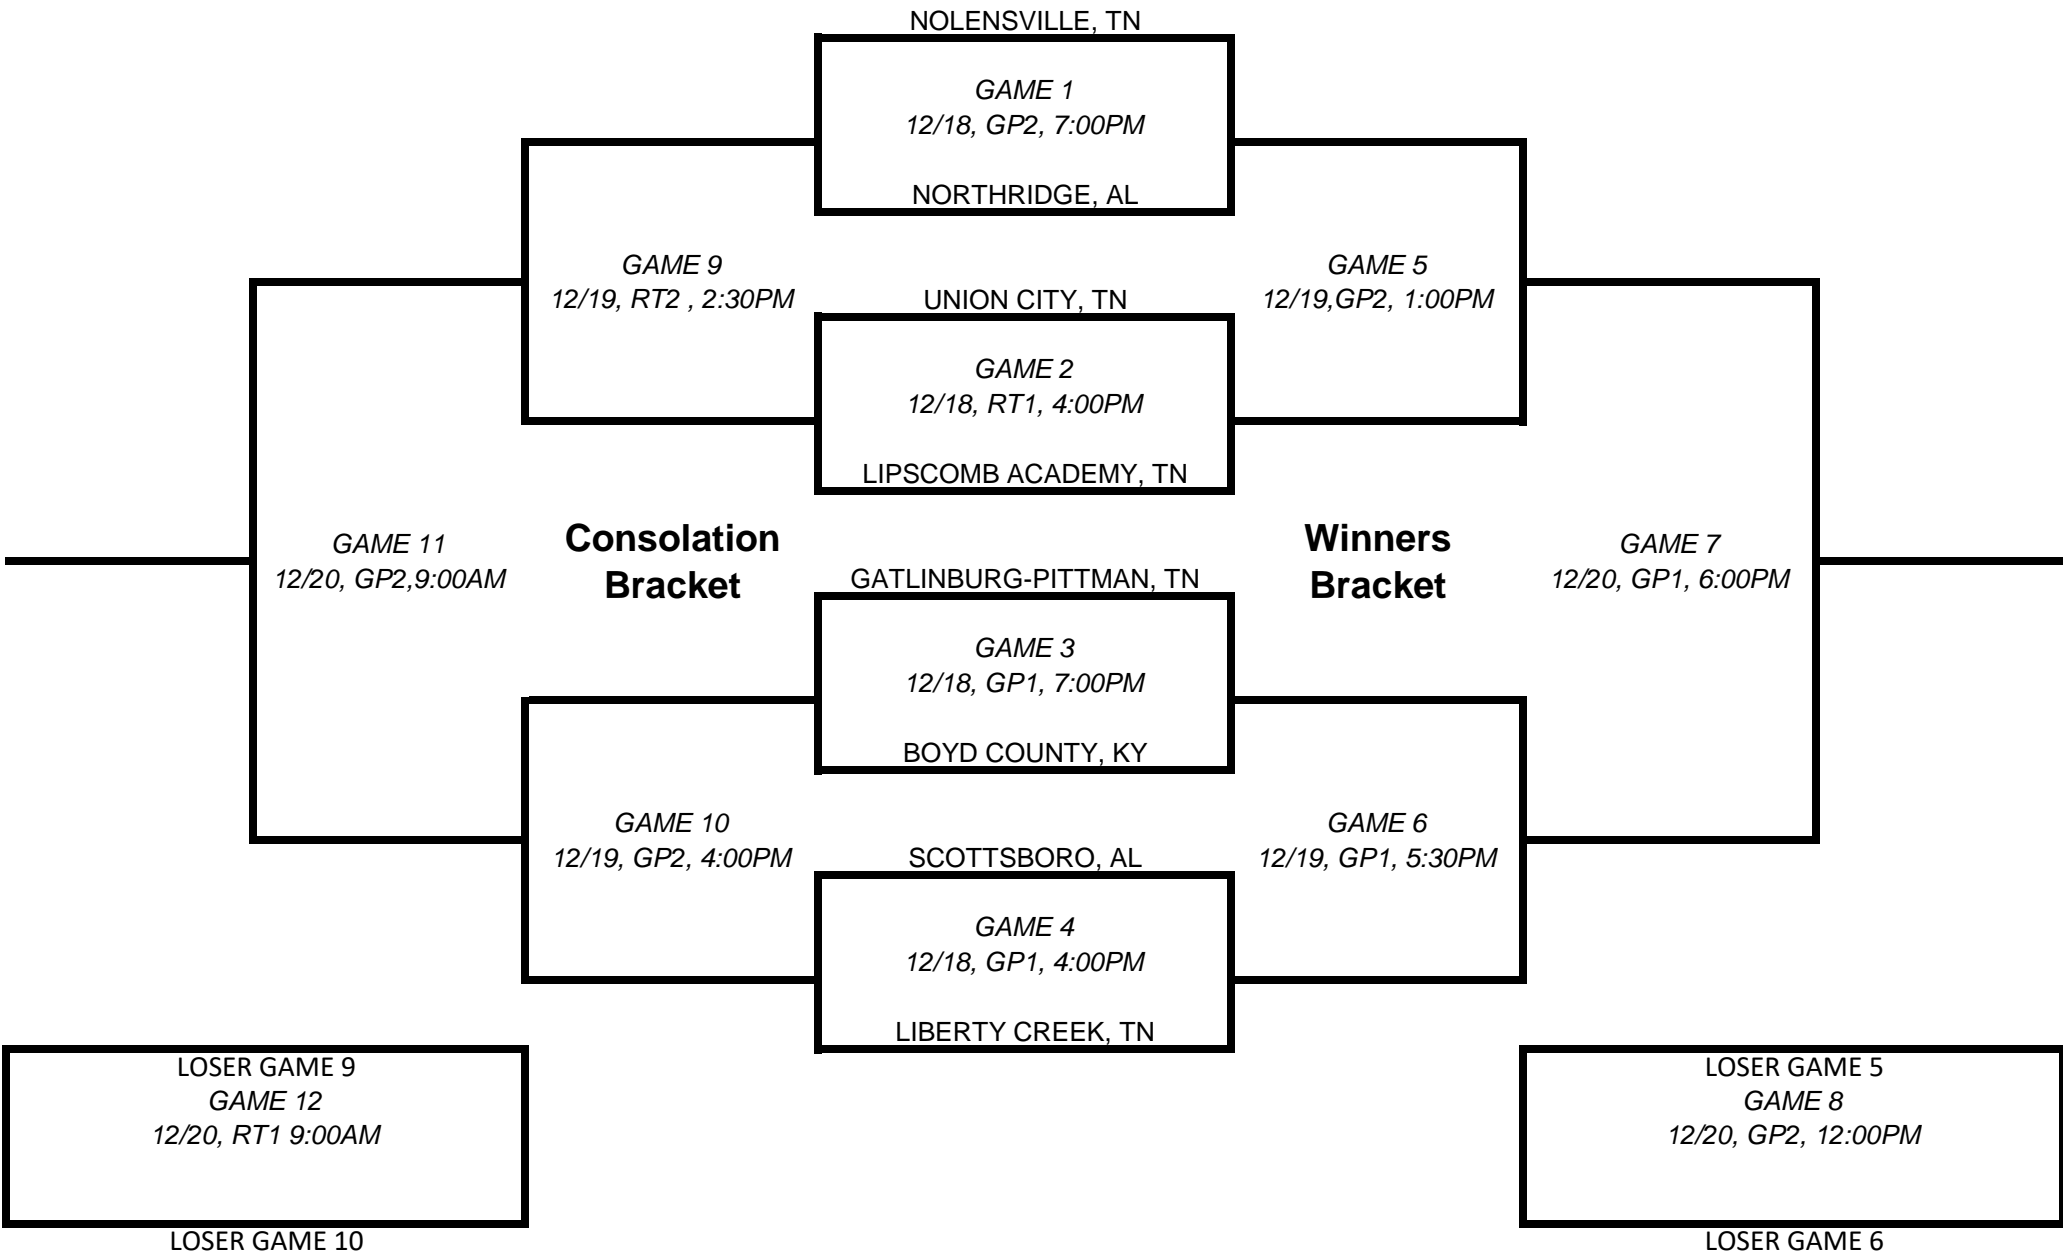 NOLENSVILLE, TN
GAME 1
12/18, GP2, 7:00PM
NORTHRIDGE, AL
GAME 9
12/19, RT2 , 2:30PM
UNION CITY, TN
GAME 2
12/18, RT1, 4:00PM
LIPSCOMB ACADEMY, TN
GAME 5
12/19,GP2, 1:00PM
GAME 11
12/20, GP2,9:00AM
Consolation
Bracket
Winners
Bracket
GAME 7
12/20, GP1, 6:00PM
GATLINBURG-PITTMAN, TN
GAME 3
12/18, GP1, 7:00PM
BOYD COUNTY, KY
GAME 10
12/19, GP2, 4:00PM
SCOTTSBORO, AL
GAME 4
12/18, GP1, 4:00PM
LIBERTY CREEK, TN
GAME 6
12/19, GP1, 5:30PM
LOSER GAME 9
GAME 12
12/20, RT1 9:00AM
LOSER GAME 10
LOSER GAME 5
GAME 8
12/20, GP2, 12:00PM
LOSER GAME 6